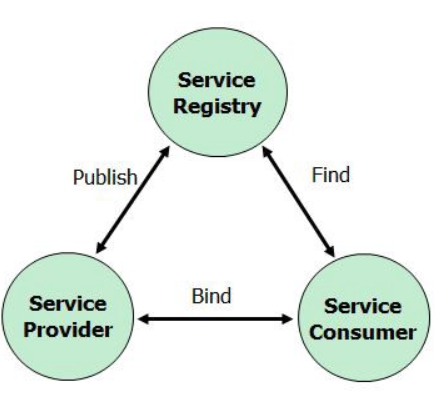 Service
Registry
Publish
Find
Bind
Service
Provider
Service
Consumer